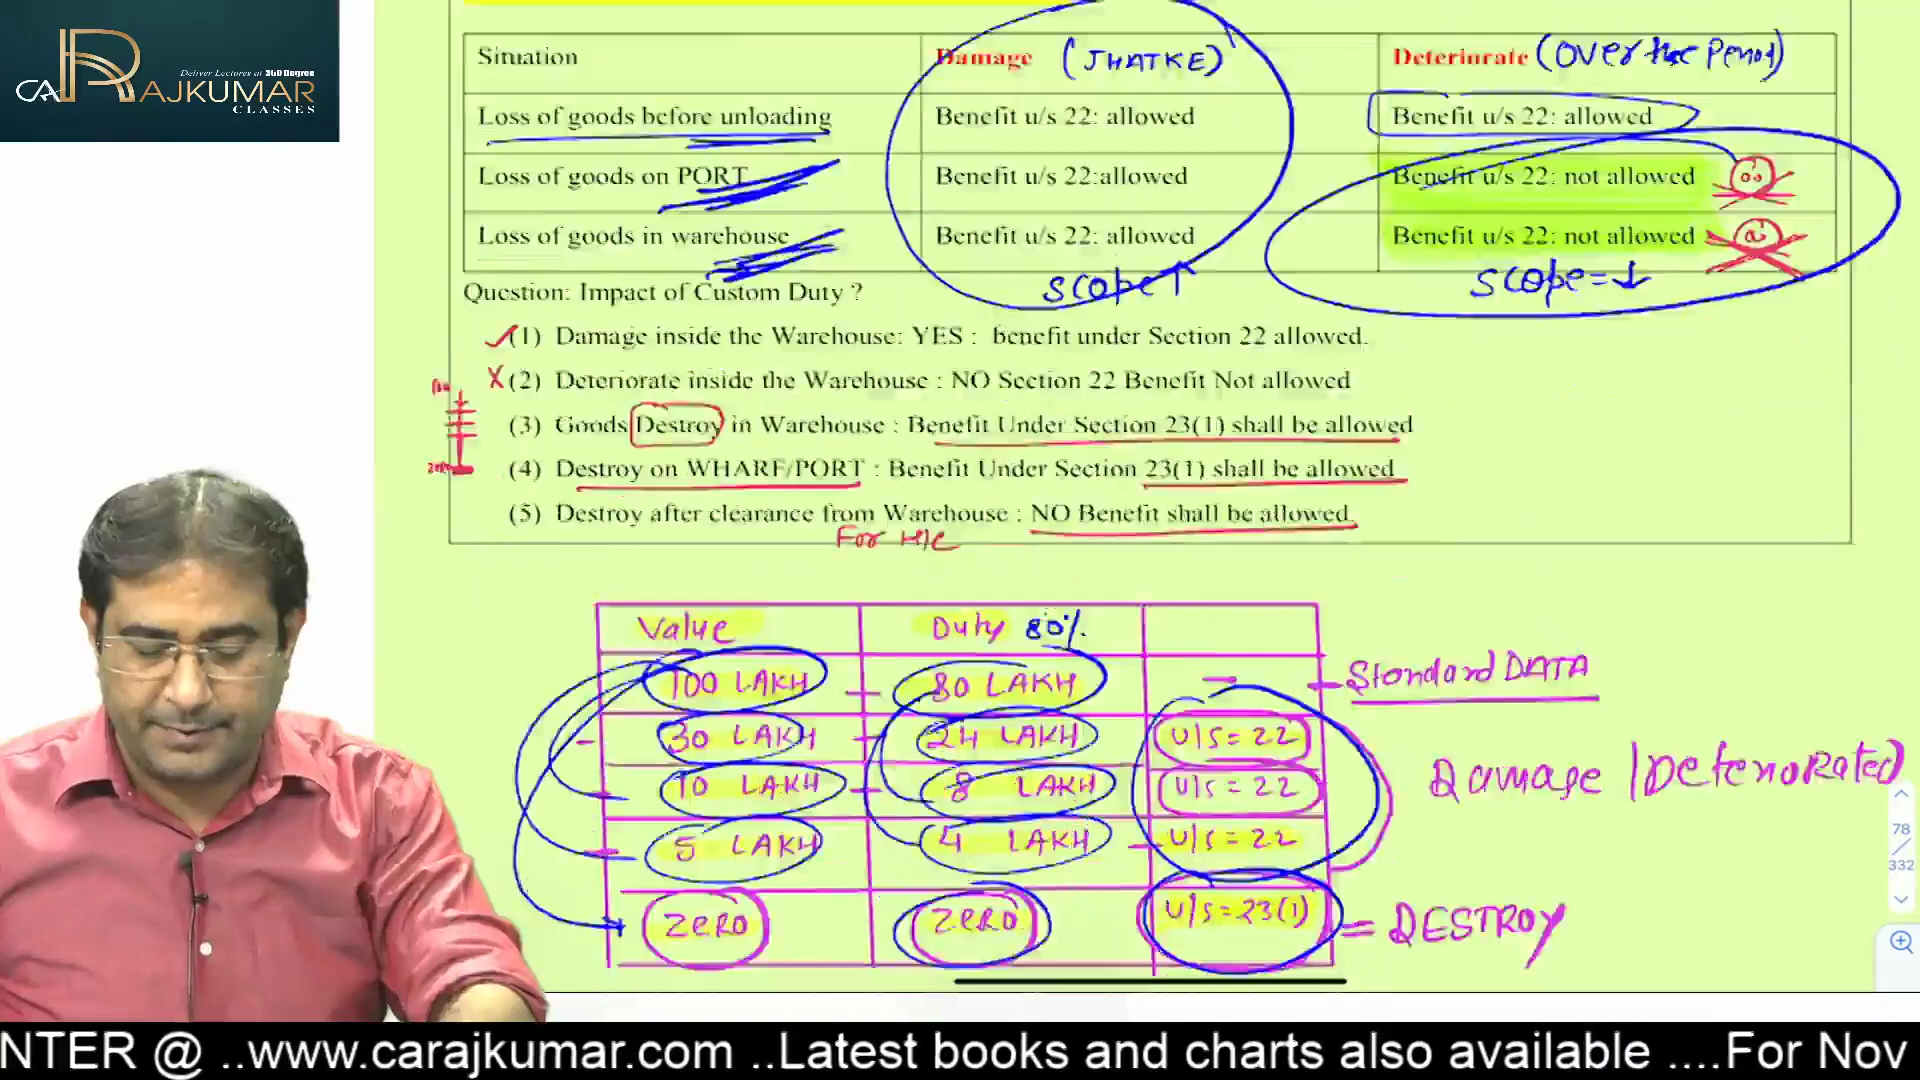 Deliver Lectures at 360 Degree
CA RAJKUMAR
CLASSES
Situation Damage (JHATKE) Deteriorate (Over the Period)
Loss of goods before unloading Benefit u/s 22: allowed Benefit u/s 22: allowed
Loss of goods on PORT Benefit u/s 22:allowed Benefit u/s 22: not allowed
Loss of goods in warehouse Benefit u/s 22: allowed Benefit u/s 22: not allowed
Scope↑ Scope=↓
Question: Impact of Custom Duty ?
(1) Damage inside the Warehouse: YES : benefit under Section 22 allowed.
X (2) Deteriorate inside the Warehouse : NO Section 22 Benefit Not allowed
(3) Goods Destroy in Warehouse : Benefit Under Section 23(1) shall be allowed
(4) Destroy on WHARF/PORT : Benefit Under Section 23(1) shall be allowed
(5) Destroy after clearance from Warehouse : NO Benefit shall be allowed.
For H/C
Value Duty 80%
100 LAKH 80 LAKH - Standard DATA
30 LAKH 24 LAKH U/S = 22
10 LAKH 8 LAKH U/S = 22 Damage / Deteriorated
5 LAKH 4 LAKH U/S = 22
ZERO ZERO U/S = 23(1) = DESTROY
78
/
332
NTER @ ..www.carajkumar.com ..Latest books and charts also available ....For Nov